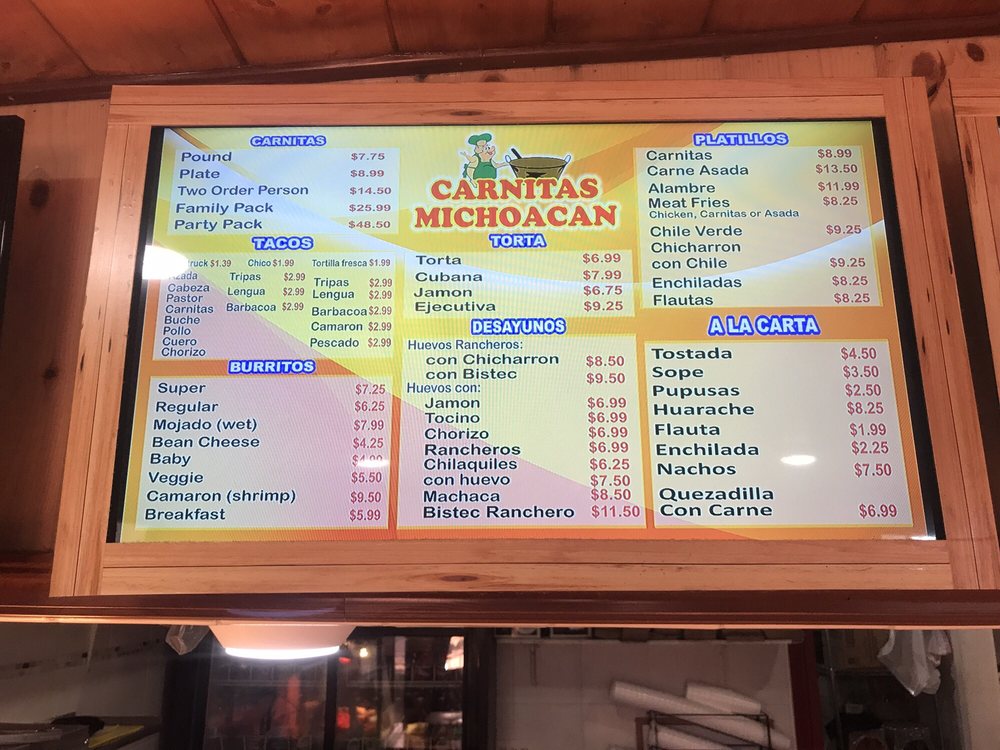 CARNITAS
Pound $7.75
Plate $8.99
Two Order Person $14.50
Family Pack $25.99
Party Pack $48.50
TACOS
ruck $1.39 Chico $1.99 Tortilla fresca $1.99
Azada
Cabeza
Pastor
Carnitas
Buche
Pollo
Cuero
Chorizo
Tripas $2.99
Lengua $2.99
Barbacoa $2.99
Tripas $2.99
Lengua $2.99
Barbacoa $2.99
Camaron $2.99
Pescado $2.99
BURRITOS
Super $7.25
Regular $6.25
Mojado (wet) $7.99
Bean Cheese $4.25
Baby
Veggie $5.50
Camaron (shrimp) $9.50
Breakfast $5.99
CARNITAS
MICHOACAN
TORTA
Torta $6.99
Cubana $7.99
Jamon $6.75
Ejecutiva $9.25
DESAYUNOS
Huevos Rancheros:
con Chicharron $8.50
con Bistec $9.50
Huevos con:
Jamon $6.99
Tocino $6.99
Chorizo $6.99
Rancheros $6.99
Chilaquiles $6.25
con huevo $7.50
Machaca $8.50
Bistec Ranchero $11.50
PLATILLOS
Carnitas $8.99
Carne Asada $13.50
Alambre $11.99
Meat Fries $8.25
Chicken, Carnitas or Asada
Chile Verde $9.25
Chicharron
con Chile $9.25
Enchiladas $8.25
Flautas $8.25
A LA CARTA
Tostada $4.50
Sope $3.50
Pupusas $2.50
Huarache $8.25
Flauta $1.99
Enchilada $2.25
Nachos $7.50
Quezadilla
Con Carne $6.99